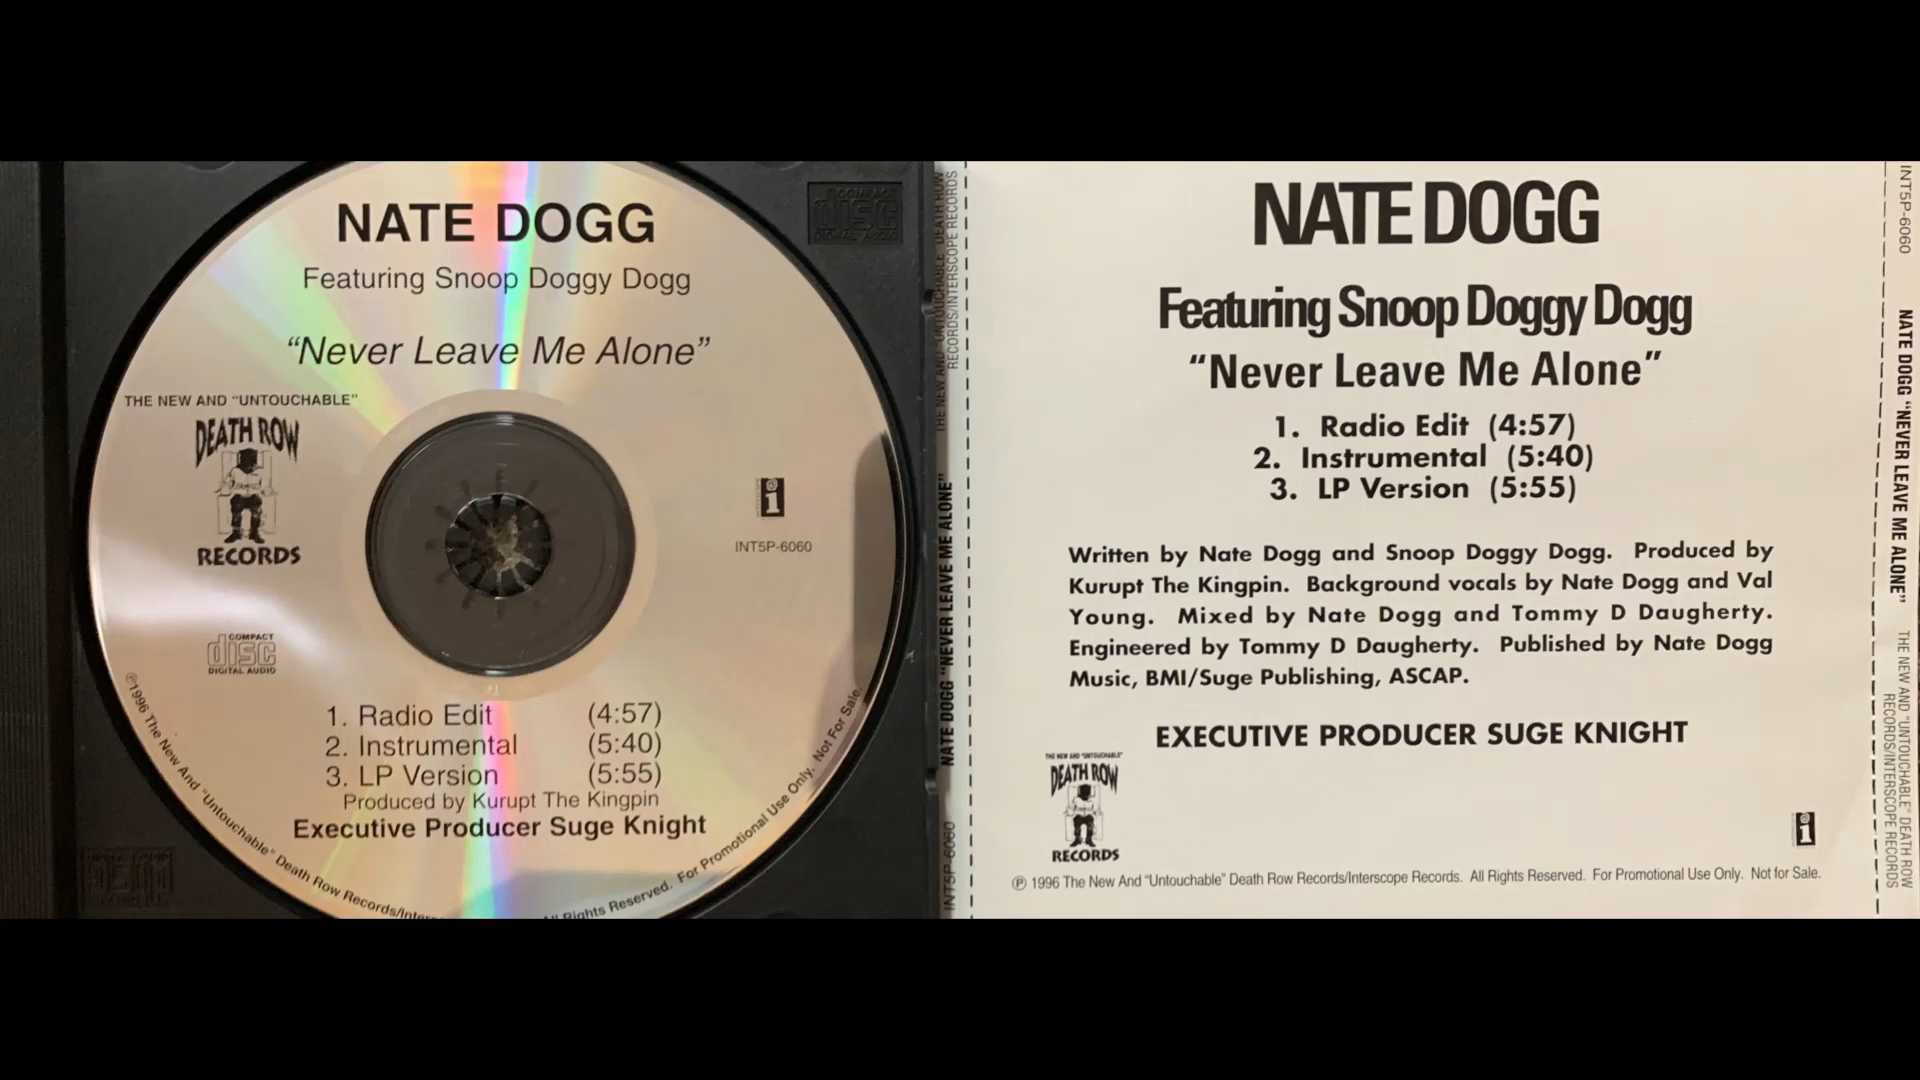 NATE DOGG
Featuring Snoop Doggy Dogg
“Never Leave Me Alone”
THE NEW AND “UNTOUCHABLE”
DEATH ROW
RECORDS
INT5P-6060
COMPACT
disc
DIGITAL AUDIO
1. Radio Edit (4:57)
2. Instrumental (5:40)
3. LP Version (5:55)
Produced by Kurupt The Kingpin
Executive Producer Suge Knight
℗1996 The New And “Untouchable” Death Row Records/Inter All Rights Reserved. For Promotional Use Only. Not For Sale.
COMPACT
disc
DIGITAL AUDIO
THE NEW AND “UNTOUCHABLE” DEATH ROW
RECORDS/INTERSCOPE RECORDS
NATE DOGG “NEVER LEAVE ME ALONE”
INT5P-6060
NATE DOGG
Featuring Snoop Doggy Dogg
“Never Leave Me Alone”
1. Radio Edit (4:57)
2. Instrumental (5:40)
3. LP Version (5:55)
Written by Nate Dogg and Snoop Doggy Dogg. Produced by
Kurupt The Kingpin. Background vocals by Nate Dogg and Val
Young. Mixed by Nate Dogg and Tommy D Daugherty.
Engineered by Tommy D Daugherty. Published by Nate Dogg
Music, BMI/Suge Publishing, ASCAP.
EXECUTIVE PRODUCER SUGE KNIGHT
THE NEW AND “UNTOUCHABLE”
DEATH ROW
RECORDS
i
℗ 1996 The New And “Untouchable” Death Row Records/Interscope Records. All Rights Reserved. For Promotional Use Only. Not for Sale.
INT5P-6060
NATE DOGG “NEVER LEAVE ME ALONE”
THE NEW AND “UNTOUCHABLE” DEATH ROW
RECORDS/INTERSCOPE RECORDS